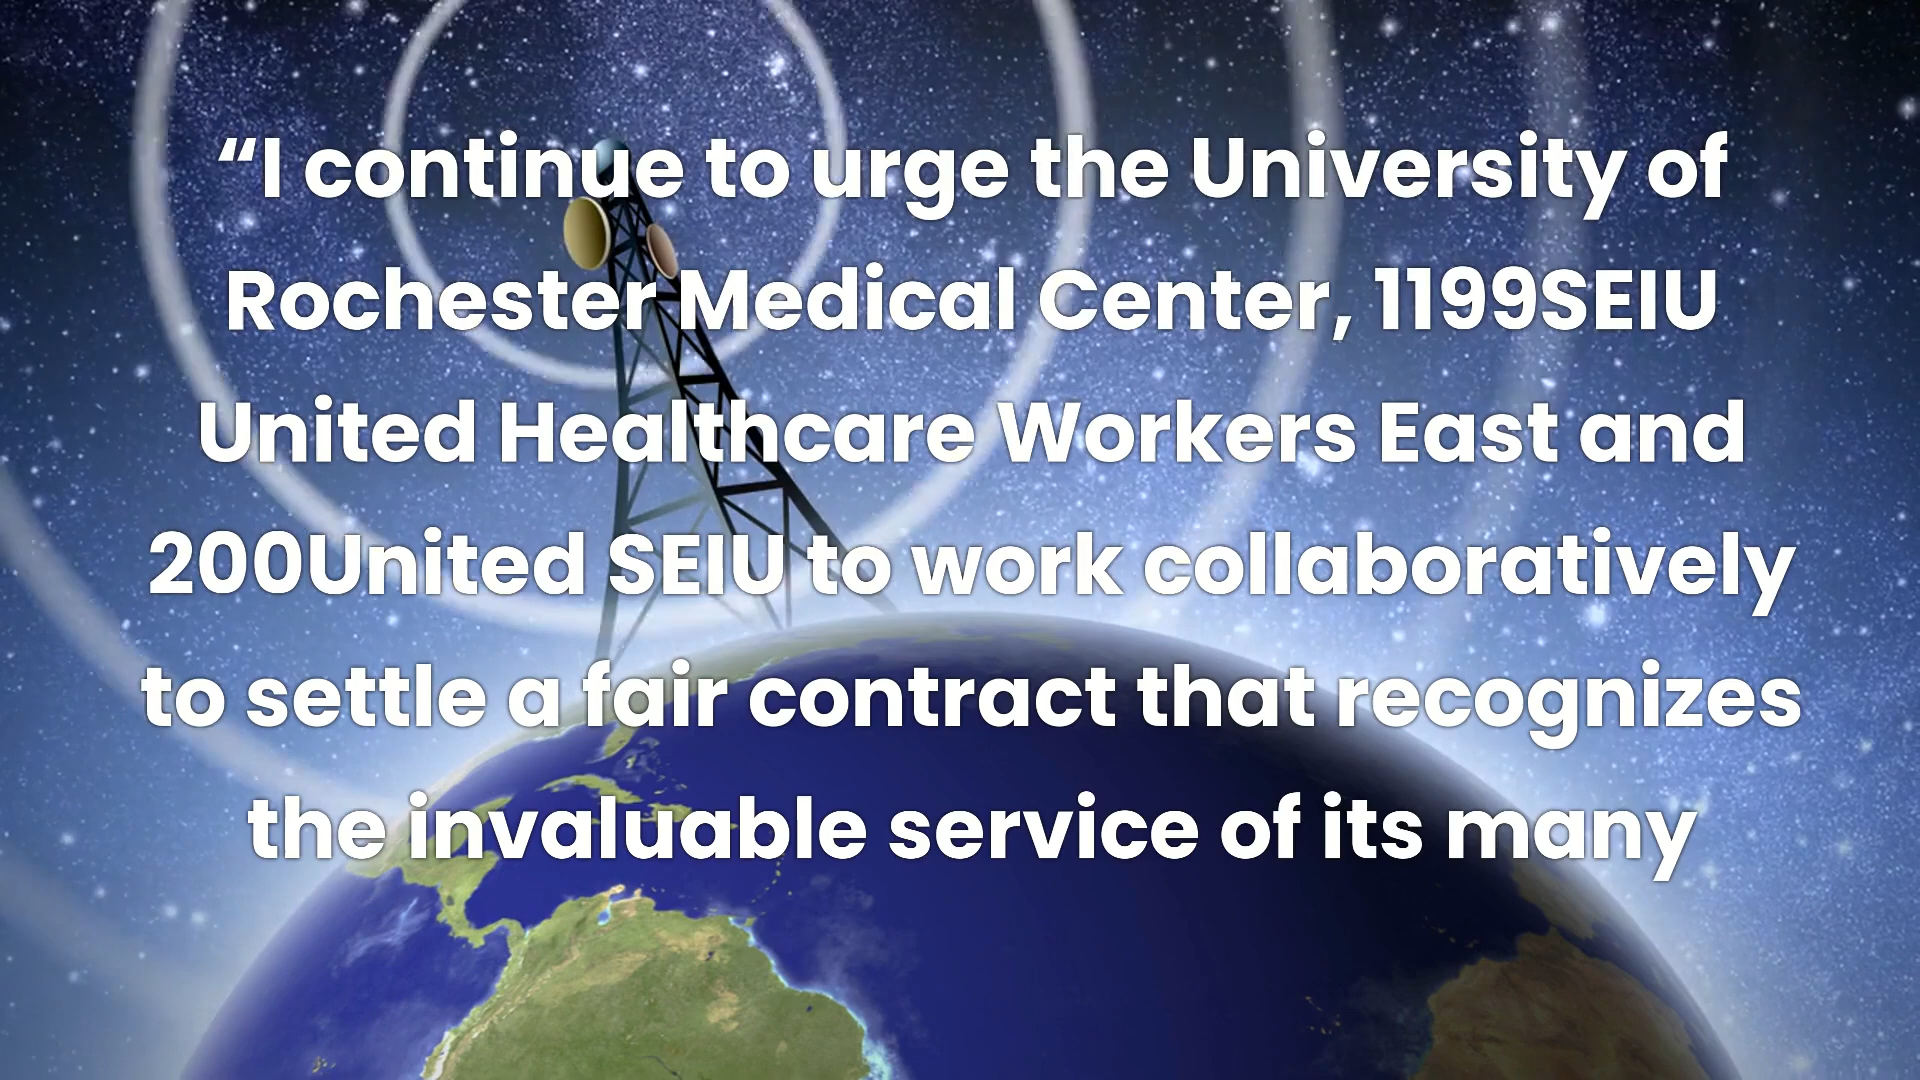 “I continue to urge the University of
Rochester Medical Center, 1199SEIU
United Healthcare Workers East and
200United SEIU to work collaboratively
to settle a fair contract that recognizes
the invaluable service of its many